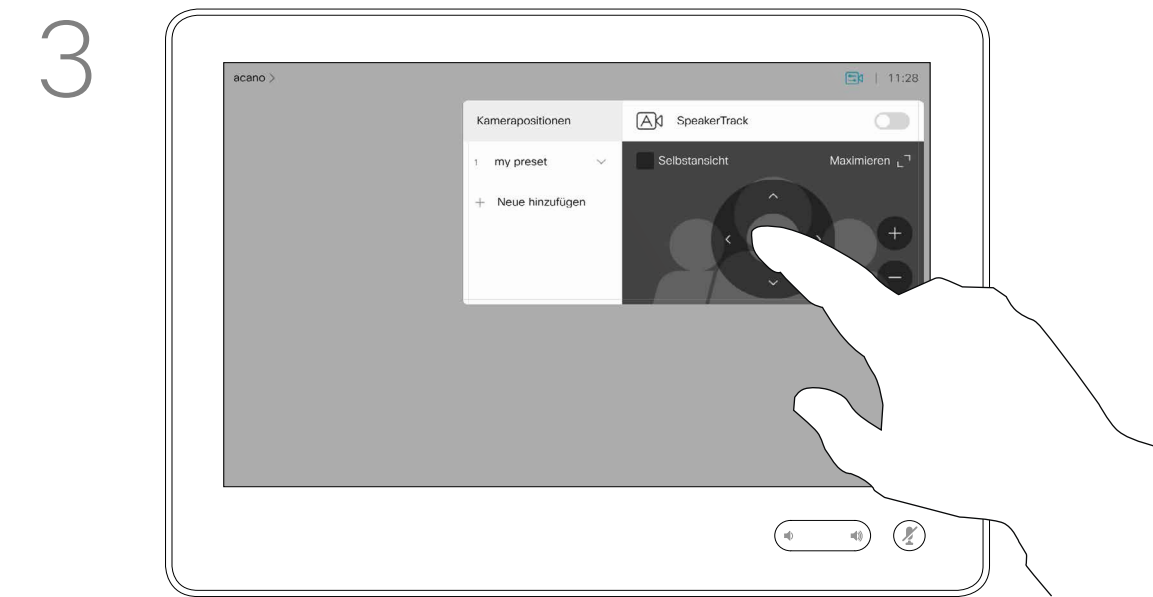 3
acano >
11:28
Kamerapositionen
SpeakerTrack
1 my preset
Selbstansicht
Maximieren
+ Neue hinzufügen